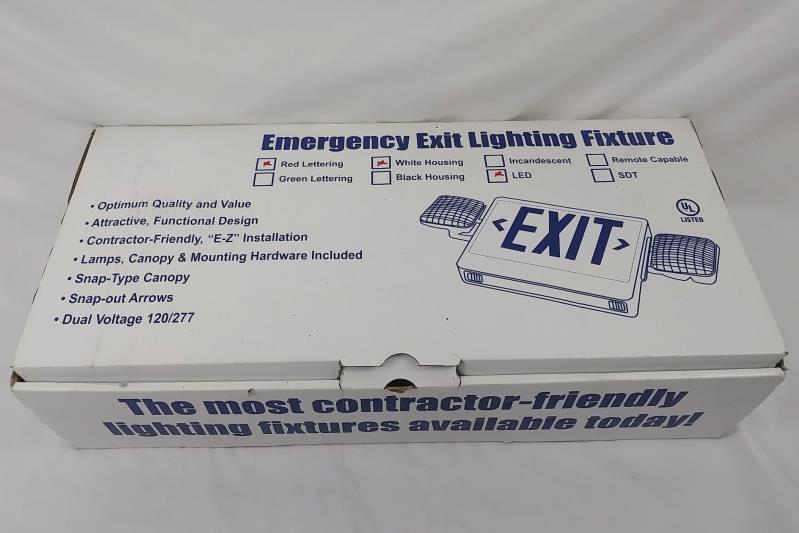 Emergency Exit Lighting Fixture
Red Lettering White Housing Incandescent Remote Capable
Green Lettering Black Housing LED SDT
• Optimum Quality and Value
• Attractive, Functional Design
• Contractor-Friendly, “E-Z” Installation
• Lamps, Canopy & Mounting Hardware Included
• Snap-Type Canopy
• Snap-out Arrows
• Dual Voltage 120/277
<EXIT>
UL
LISTED
The most contractor-friendly
lighting fixtures available today!